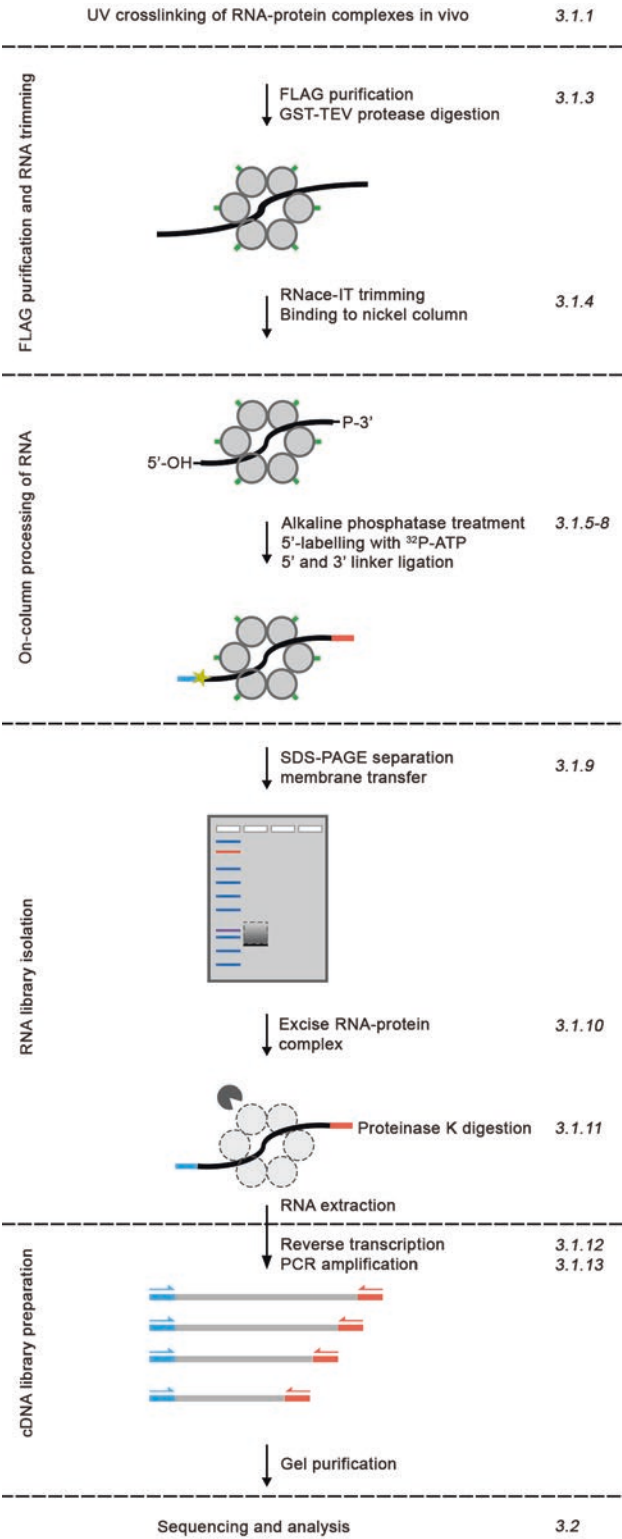 UV crosslinking of RNA-protein complexes in vivo 3.1.1
FLAG purification and RNA trimming
FLAG purification 3.1.3
GST-TEV protease digestion
RNace-IT trimming 3.1.4
Binding to nickel column
On-column processing of RNA
P-3'
5'-OH
Alkaline phosphatase treatment 3.1.5-8
5'-labelling with ³²P-ATP
5' and 3' linker ligation
RNA library isolation
SDS-PAGE separation 3.1.9
membrane transfer
Excise RNA-protein 3.1.10
complex
Proteinase K digestion 3.1.11
RNA extraction
cDNA library preparation
Reverse transcription 3.1.12
PCR amplification 3.1.13
Gel purification
Sequencing and analysis 3.2